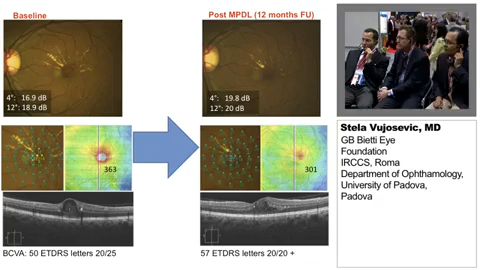 Baseline
Post MPDL (12 months FU)
4°: 16.9 dB
12°: 18.9 dB
4°: 19.8 dB
12°: 20 dB
363
301
BCVA: 50 ETDRS letters 20/25
57 ETDRS letters 20/20 +
Stela Vujosevic, MD
GB Bietti Eye
Foundation
IRCCS, Roma
Department of Ophthamology,
University of Padova,
Padova